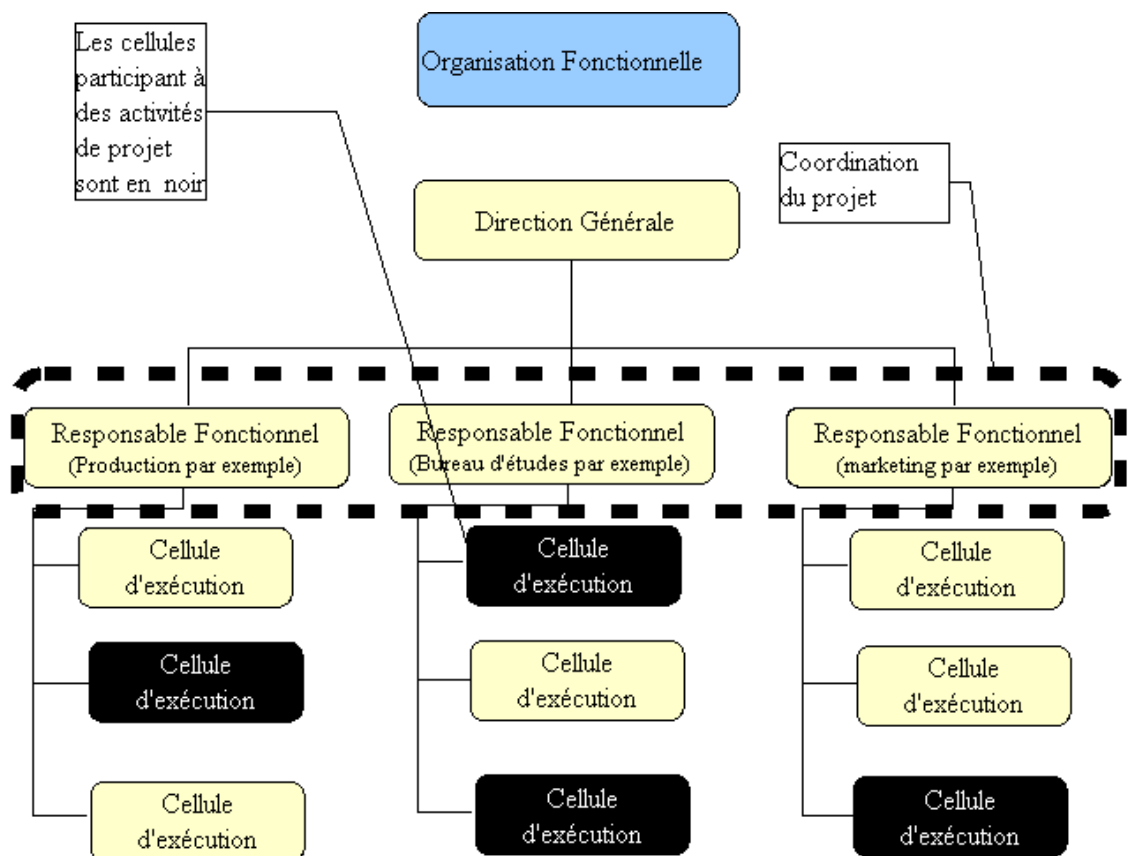 Les cellules
participant à
des activités
de projet
sont en  noir
Organisation Fonctionnelle
Coordination
du projet
Direction Générale
Responsable Fonctionnel
(Production par exemple)
Responsable Fonctionnel
(Bureau d'études par exemple)
Responsable Fonctionnel
(marketing par exemple)
Cellule
d'exécution
Cellule
d'exécution
Cellule
d'exécution
Cellule
d'exécution
Cellule
d'exécution
Cellule
d'exécution
Cellule
d'exécution
Cellule
d'exécution
Cellule
d'exécution